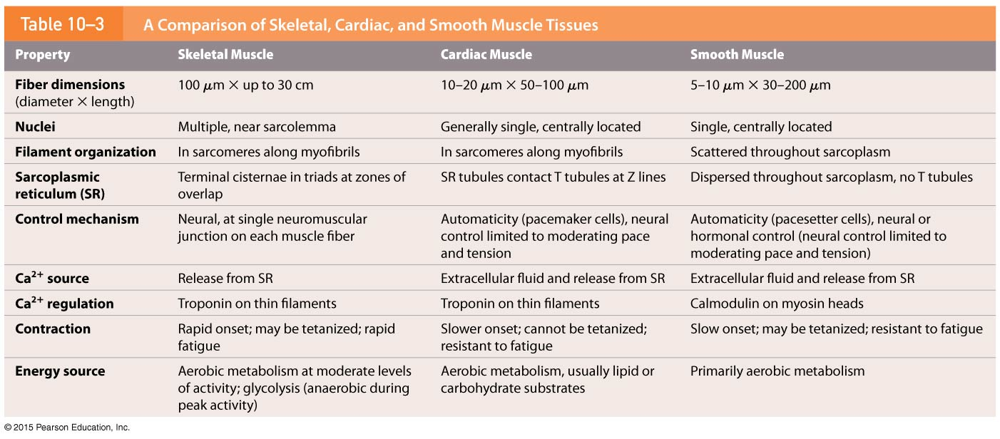 Table 10–3 A Comparison of Skeletal, Cardiac, and Smooth Muscle Tissues
Property Skeletal Muscle Cardiac Muscle Smooth Muscle
Fiber dimensions 100 μm × up to 30 cm 10–20 μm × 50–100 μm 5–10 μm × 30–200 μm
(diameter × length)
Nuclei Multiple, near sarcolemma Generally single, centrally located Single, centrally located
Filament organization In sarcomeres along myofibrils In sarcomeres along myofibrils Scattered throughout sarcoplasm
Sarcoplasmic Terminal cisternae in triads at zones of SR tubules contact T tubules at Z lines Dispersed throughout sarcoplasm, no T tubules
reticulum (SR) overlap
Control mechanism Neural, at single neuromuscular Automaticity (pacemaker cells), neural Automaticity (pacesetter cells), neural or
junction on each muscle fiber control limited to moderating pace hormonal control (neural control limited to
and tension moderating pace and tension)
Ca²⁺ source Release from SR Extracellular fluid and release from SR Extracellular fluid and release from SR
Ca²⁺ regulation Troponin on thin filaments Troponin on thin filaments Calmodulin on myosin heads
Contraction Rapid onset; may be tetanized; rapid Slower onset; cannot be tetanized; Slow onset; may be tetanized; resistant to fatigue
fatigue resistant to fatigue
Energy source Aerobic metabolism at moderate levels Aerobic metabolism, usually lipid or Primarily aerobic metabolism
of activity; glycolysis (anaerobic during carbohydrate substrates
peak activity)
© 2015 Pearson Education, Inc.